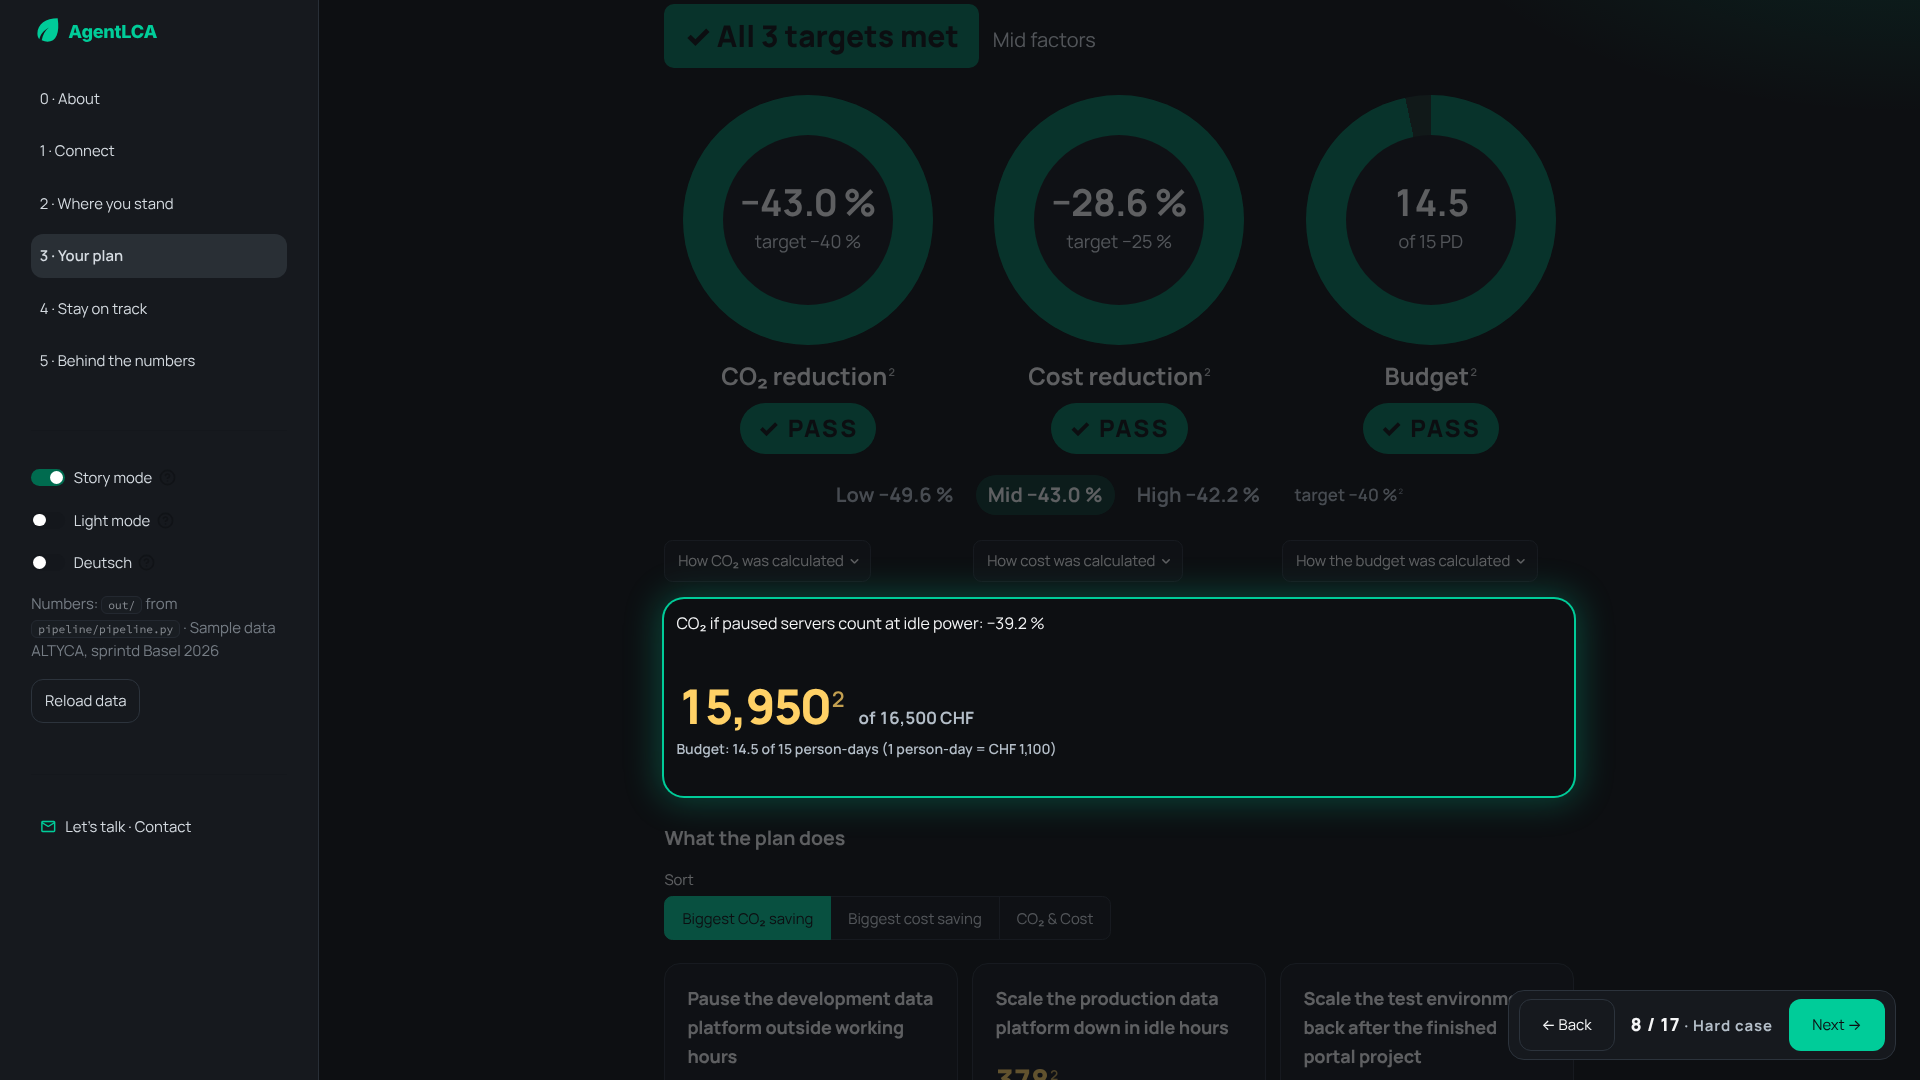 AgentLCA
0 · About
1 · Connect
2 · Where you stand
3 · Your plan
4 · Stay on track
5 · Behind the numbers
Story mode ?
Light mode ?
Deutsch ?
Numbers: out/ from
pipeline/pipeline.py · Sample data
ALTYCA, sprintd Basel 2026
Reload data
Let's talk · Contact
✓ All 3 targets met
Mid factors
−43.0 %
target −40 %
−28.6 %
target −25 %
14.5
of 15 PD
CO₂ reduction²
Cost reduction²
Budget²
✓ PASS
✓ PASS
✓ PASS
Low −49.6 %
Mid −43.0 %
High −42.2 %
target −40 %²
How CO₂ was calculated
How cost was calculated
How the budget was calculated
CO₂ if paused servers count at idle power: −39.2 %
15,950² of 16,500 CHF
Budget: 14.5 of 15 person-days (1 person-day = CHF 1,100)
What the plan does
Sort
Biggest CO₂ saving
Biggest cost saving
CO₂ & Cost
Pause the development data
platform outside working
hours
Scale the production data
platform down in idle hours
378²
Scale the test environm
back after the finished
portal project
← Back
8 / 17 · Hard case
Next →